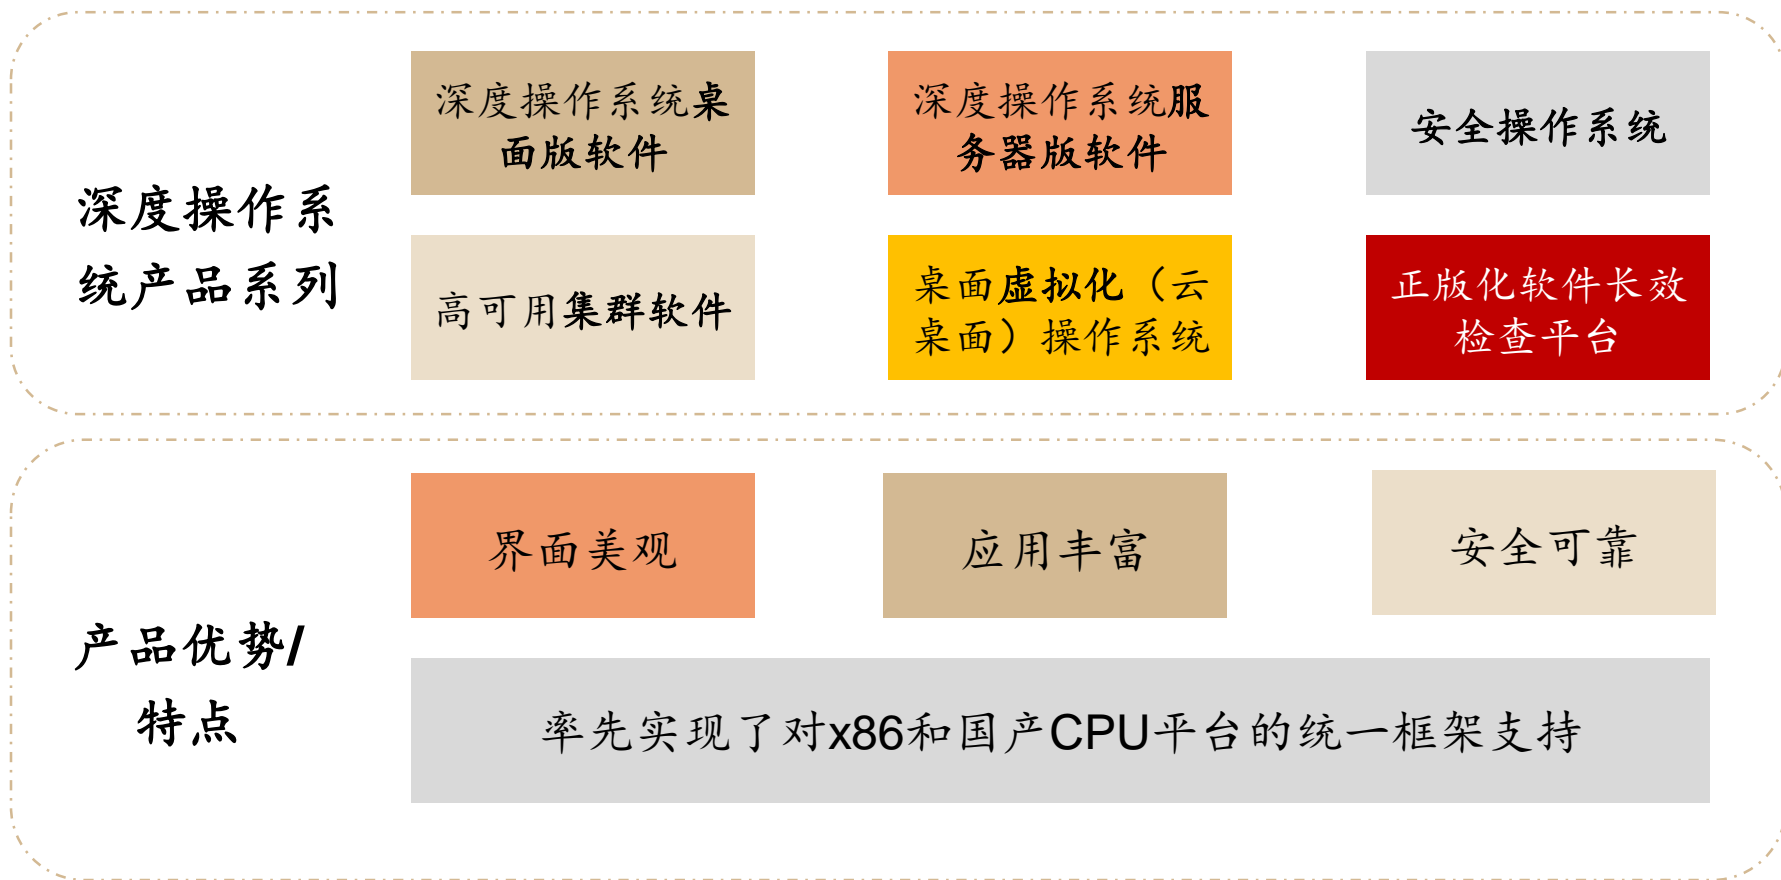 深度操作系统桌
面版软件
深度操作系统服
务器版软件
安全操作系统
深度操作系
统产品系列
高可用集群软件
桌面虚拟化（云
桌面）操作系统
正版化软件长效
检查平台
界面美观
应用丰富
安全可靠
产品优势/
特点
率先实现了对x86和国产CPU平台的统一框架支持